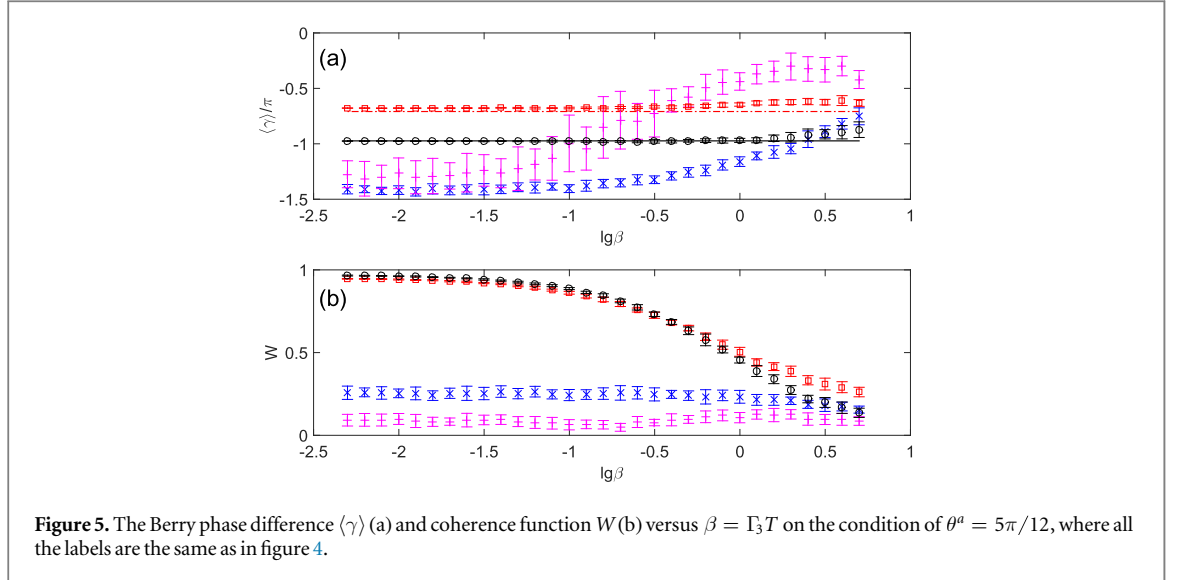 0
(a)
-0.5
⟨γ⟩/π
-1
-1.5
-2.5 -2 -1.5 -1 -0.5 0 0.5 1
lgβ
1
(b)
W 0.5
0
-2.5 -2 -1.5 -1 -0.5 0 0.5 1
lgβ
Figure 5. The Berry phase difference ⟨γ⟩ (a) and coherence function W (b) versus β = Γ₃T on the condition of θᵃ = 5π/12, where all
the labels are the same as in figure 4.